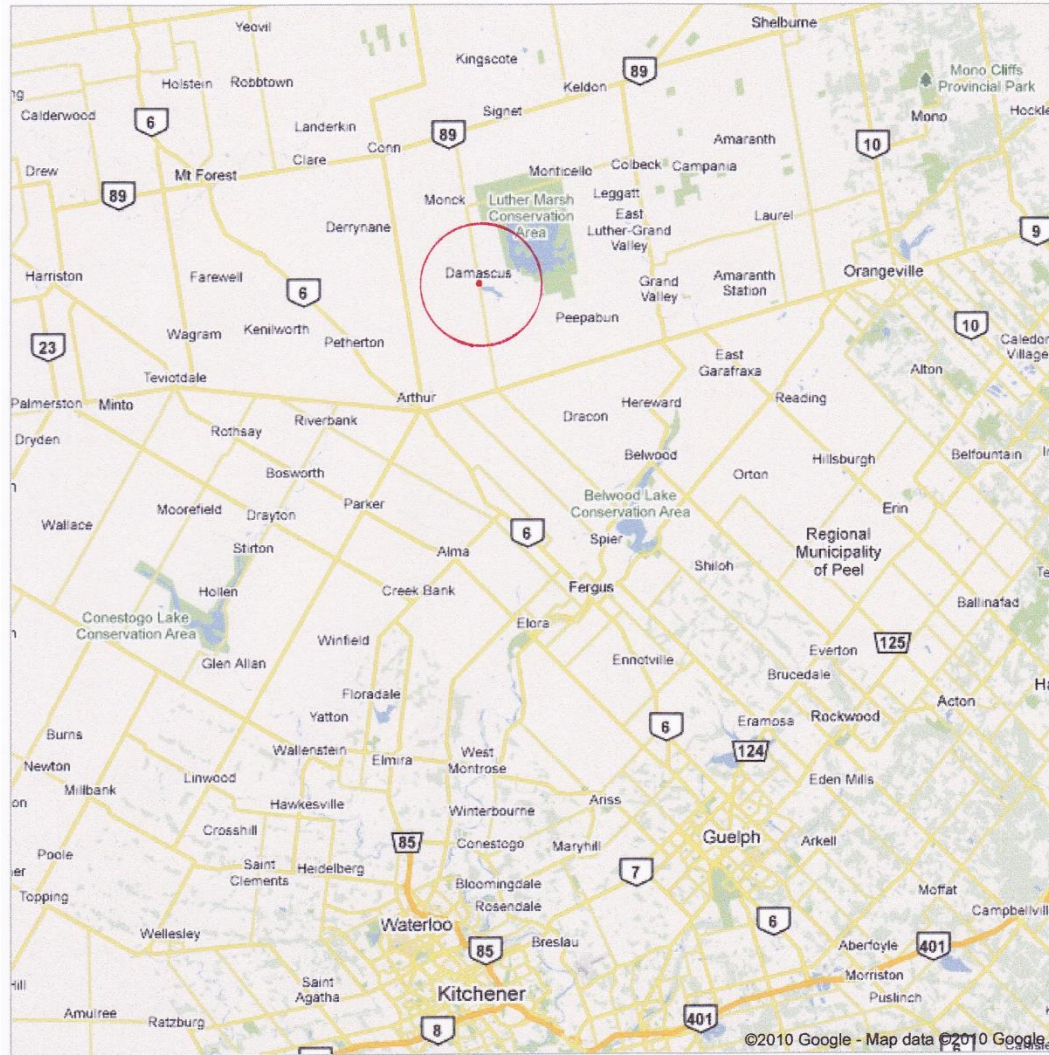 Yeovil
Shelburne
Kingscote
89
Mono Cliffs
Provincial Park
Holstein
Robbtown
Keldon
Calderwood
Signet
Mono
6
Landerkin
89
Amaranth
10
Conn
Clare
Drew
Mt Forest
Monticello
Colbeck
Campania
89
Monck
Luther Marsh
Conservation
Area
Leggatt
East
Luther-Grand
Valley
Laurel
Derrynane
9
Harriston
Farewell
Damascus
Grand
Valley
Amaranth
Station
Orangeville
6
Peepabun
10
Wagram
Kenilworth
Petherton
23
East
Garafraxa
Alton
Teviotdale
Arthur
Palmerston
Minto
Hereward
Reading
Riverbank
Dracon
Dryden
Rothsay
Belwood
Hillsburgh
Belfountain
Bosworth
Orton
Moorefield
Drayton
Parker
Belwood Lake
Conservation Area
Erin
Wallace
6
Spier
Regional
Municipality
of Peel
Stirton
Alma
Shiloh
Hollen
Creek Bank
Fergus
Ballinafad
Conestogo Lake
Conservation Area
Elora
Winfield
Everton
125
Glen Allan
Ennotville
Brucedale
Floradale
Acton
Yatton
Eramosa
Rockwood
Burns
6
Wallenstein
Elmira
West
Montrose
124
Newton
Linwood
Eden Mills
Millbank
Hawkesville
Winterbourne
Ariss
Crosshill
85
Conestogo
Maryhill
Guelph
Arkell
Poole
Saint
Clements
Heidelberg
7
Topping
Bloomingdale
Moffat
Rosendale
Campbellville
Waterloo
6
Wellesley
85
Breslau
Aberfoyle
401
Saint
Agatha
Kitchener
Morriston
Puslinch
Amulree
Ratzburg
8
401
©2010 Google - Map data ©2010 Google
6